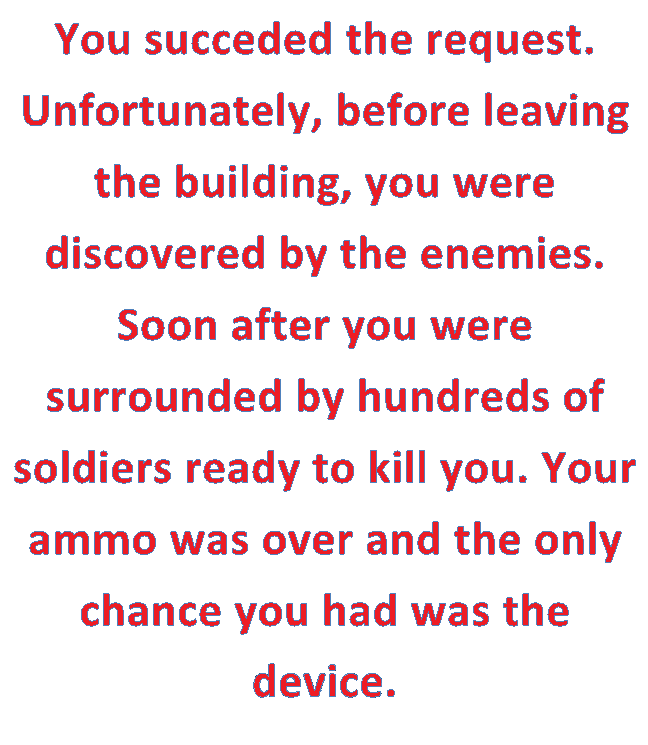 You succeded the request.
Unfortunately, before leaving
the building, you were
discovered by the enemies.
Soon after you were
surrounded by hundreds of
soldiers ready to kill you. Your
ammo was over and the only
chance you had was the
device.